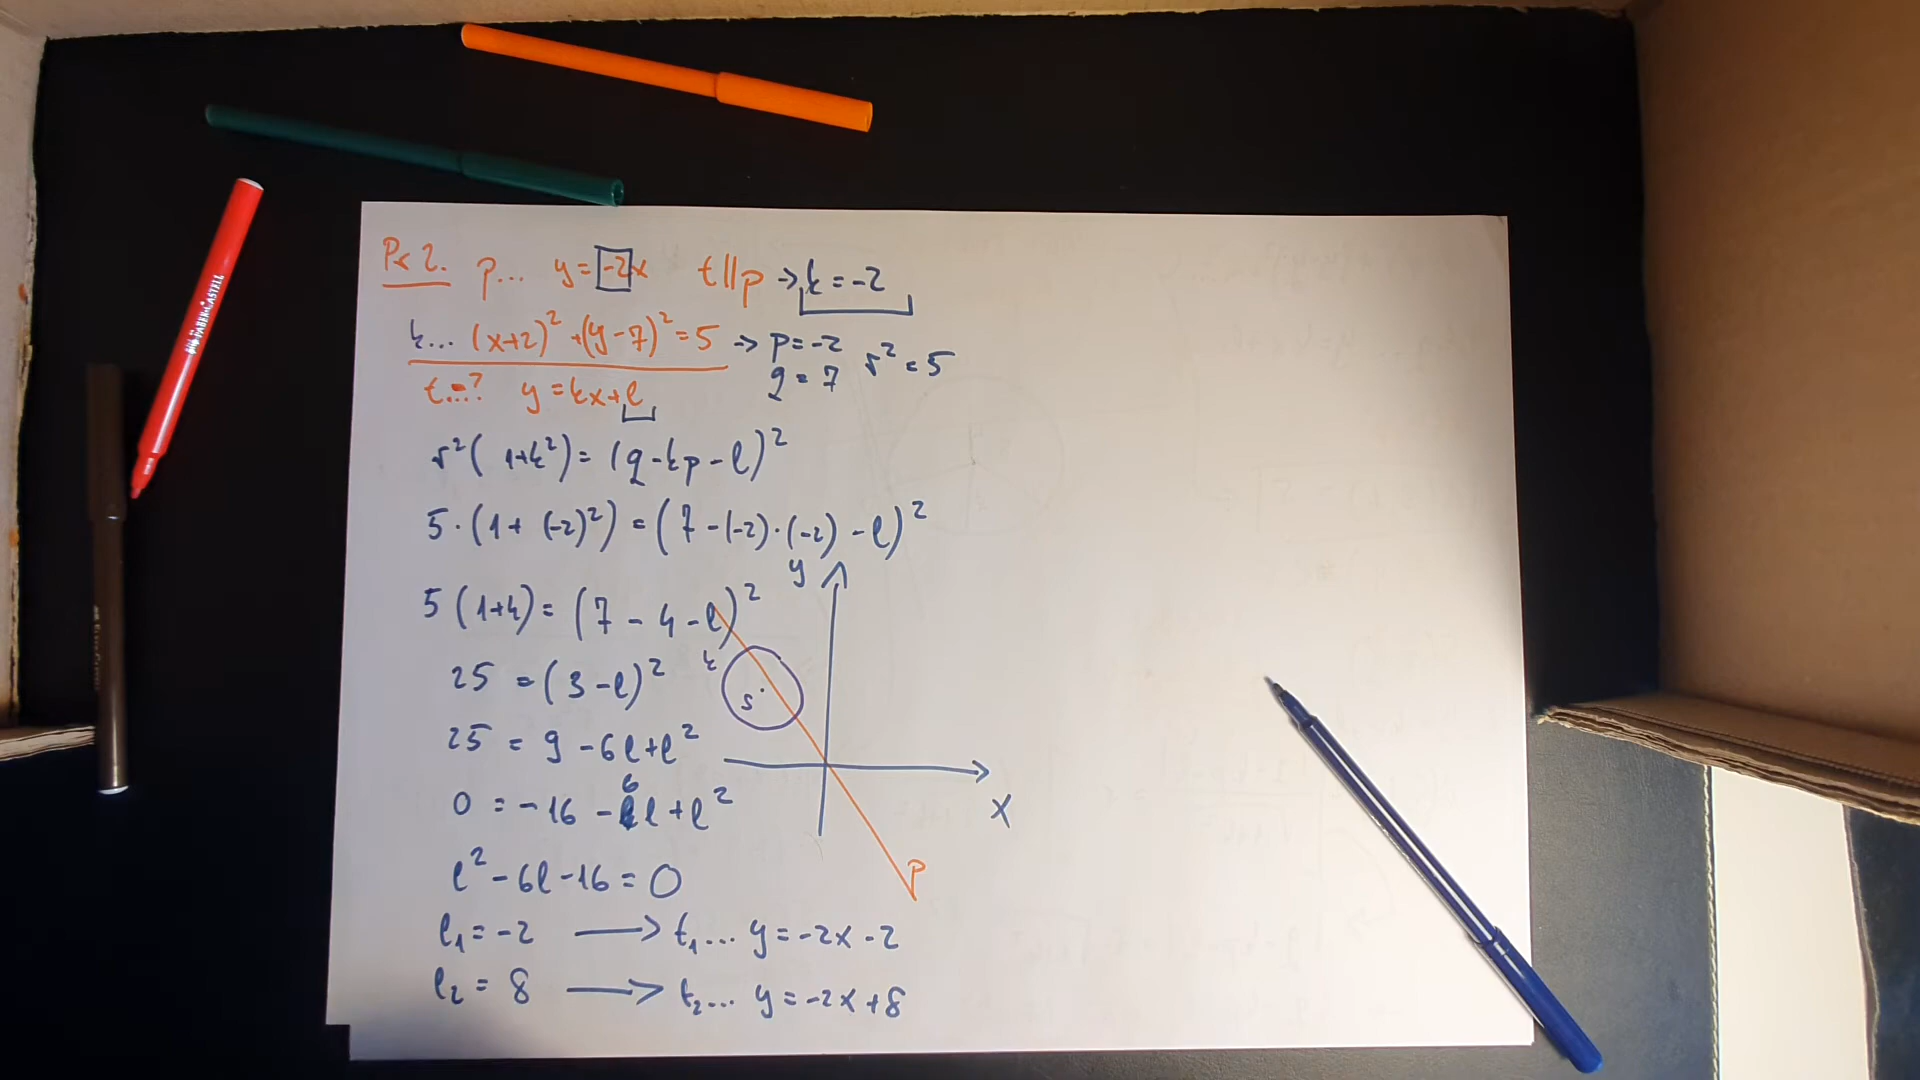 Pr 2. p... y = -2x t||p → k = -2
k... (x+2)² + (y-7)² = 5 → p = -2
q = 7 r² = 5
t...? y = kx + l
r² (1+k²) = (q - kp - l)²
5 · (1 + (-2)²) = (7 - (-2) · (-2) - l)²
5 (1+4) = (7 - 4 - l)²
25 = (3 - l)²
25 = 9 - 6l + l²
0 = -16 - 6l + l²
l² - 6l - 16 = 0
l₁ = -2 → t₁... y = -2x - 2
l₂ = 8 → t₂... y = -2x + 8
y
k
S
x
P
FABER-CASTELL